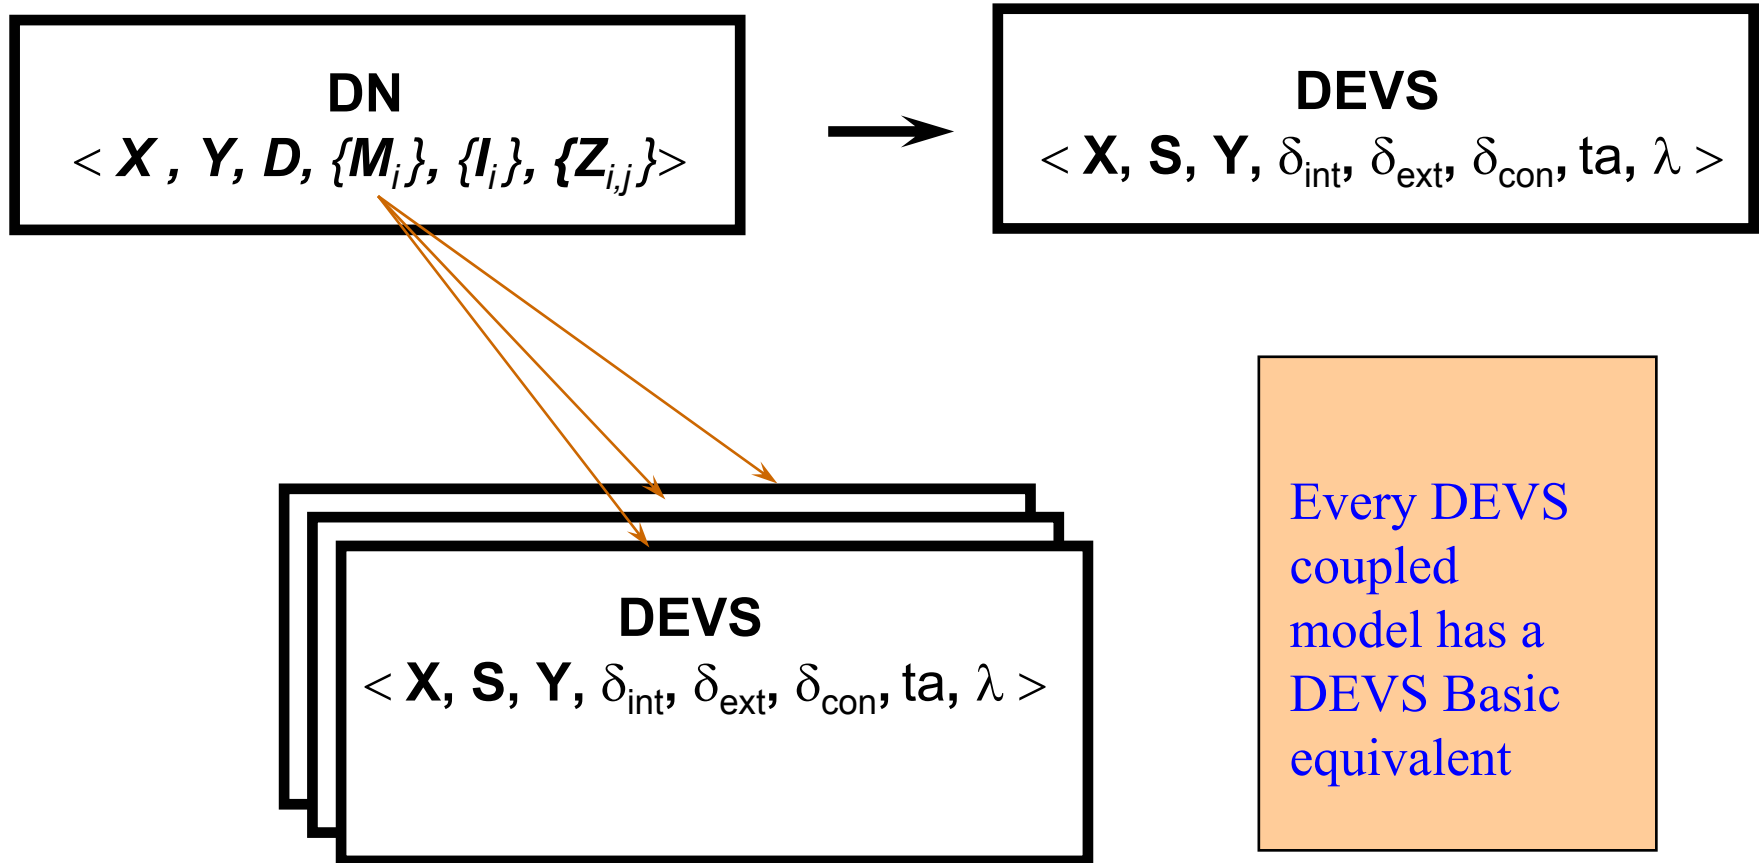 DN
< X , Y, D, {Mi}, {Ii}, {Zi,j}>
DEVS
< X, S, Y, δint, δext, δcon, ta, λ >
DEVS
< X, S, Y, δint, δext, δcon, ta, λ >
Every DEVS
coupled
model has a
DEVS Basic
equivalent